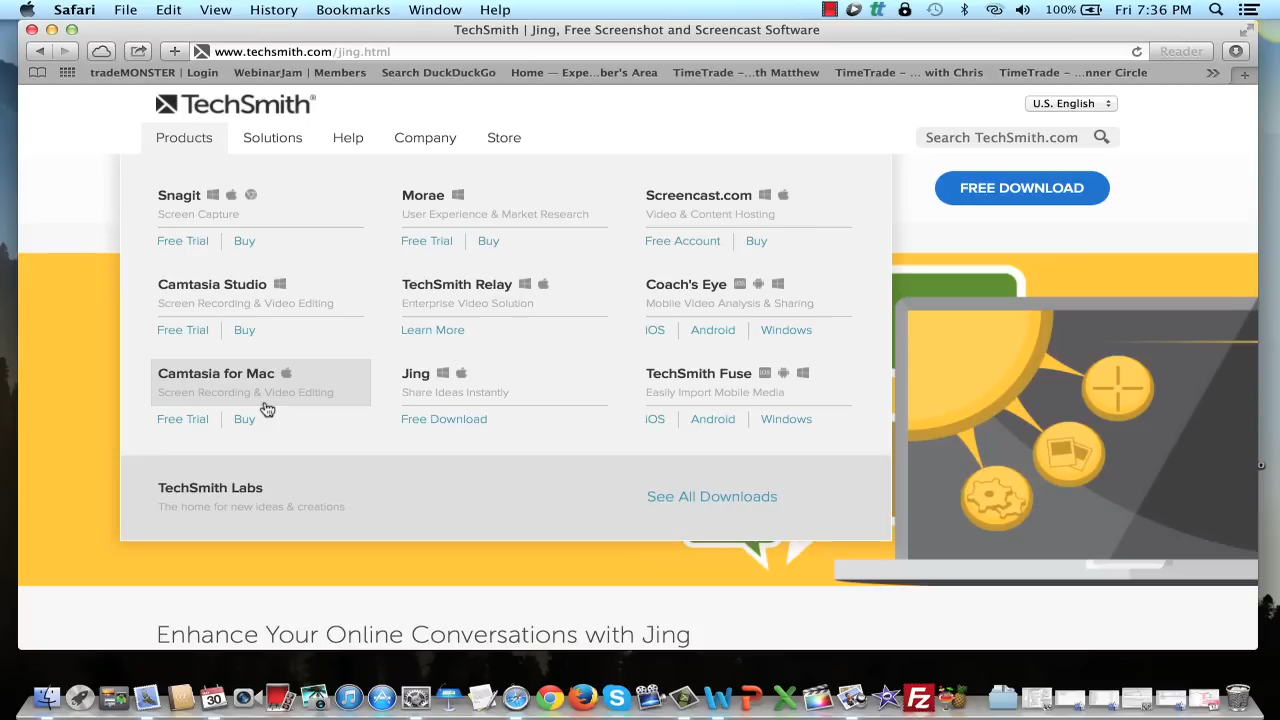 Safari File Edit View History Bookmarks Window Help 100% Fri 7:36 PM
TechSmith | Jing, Free Screenshot and Screencast Software
www.techsmith.com/jing.html Reader
tradeMONSTER | Login WebinarJam | Members Search DuckDuckGo Home — Expe...ber's Area TimeTrade -...th Matthew TimeTrade - ... with Chris TimeTrade - ...nner Circle
TechSmith U.S. English
Products Solutions Help Company Store Search TechSmith.com
FREE DOWNLOAD
Snagit Morae Screencast.com
Screen Capture User Experience & Market Research Video & Content Hosting
Free Trial Buy Free Trial Buy Free Account Buy
Camtasia Studio TechSmith Relay Coach's Eye
Screen Recording & Video Editing Enterprise Video Solution Mobile Video Analysis & Sharing
Free Trial Buy Learn More iOS Android Windows
Camtasia for Mac Jing TechSmith Fuse
Screen Recording & Video Editing Share Ideas Instantly Easily Import Mobile Media
Free Trial Buy Free Download iOS Android Windows
TechSmith Labs
The home for new ideas & creations See All Downloads
Enhance Your Online Conversations with Jing
30